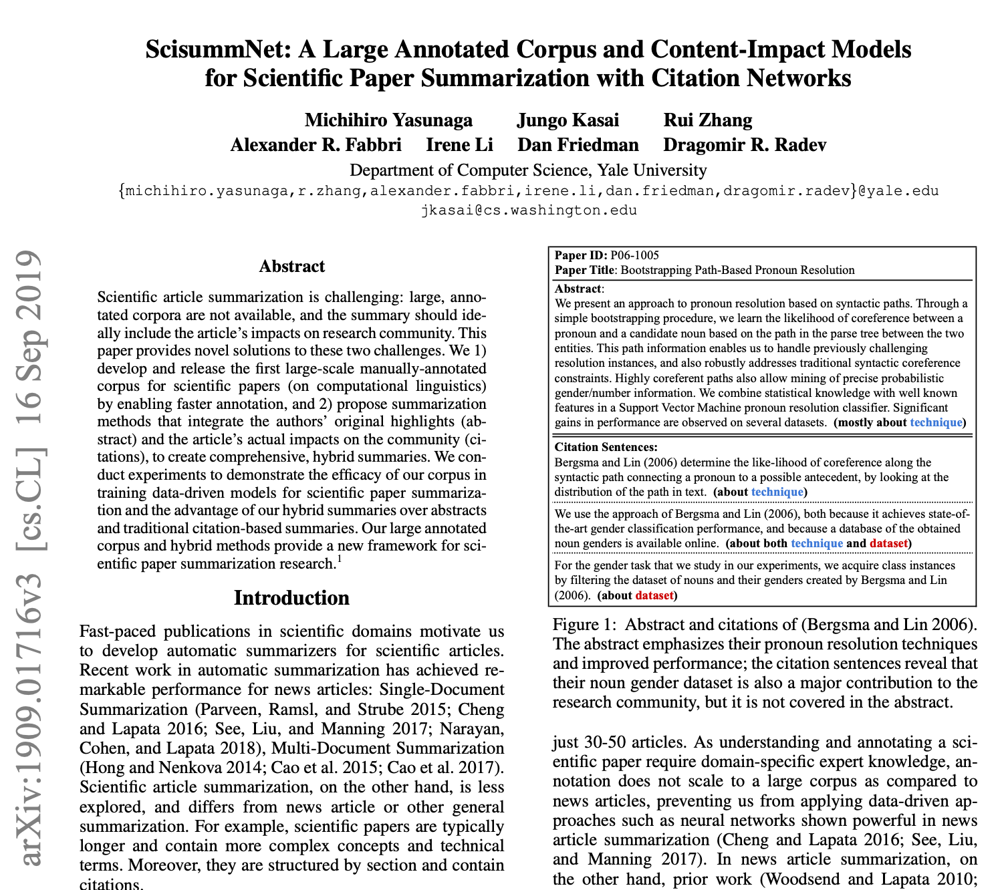 ScisummNet: A Large Annotated Corpus and Content-Impact Models
for Scientific Paper Summarization with Citation Networks
Michihiro Yasunaga Jungo Kasai Rui Zhang
Alexander R. Fabbri Irene Li Dan Friedman Dragomir R. Radev
Department of Computer Science, Yale University
{michihiro.yasunaga,r.zhang,alexander.fabbri,irene.li,dan.friedman,dragomir.radev}@yale.edu
jkasai@cs.washington.edu
arXiv:1909.01716v3 [cs.CL] 16 Sep 2019
Abstract
Scientific article summarization is challenging: large, anno-
tated corpora are not available, and the summary should ide-
ally include the article's impacts on research community. This
paper provides novel solutions to these two challenges. We 1)
develop and release the first large-scale manually-annotated
corpus for scientific papers (on computational linguistics)
by enabling faster annotation, and 2) propose summarization
methods that integrate the authors' original highlights (ab-
stract) and the article's actual impacts on the community (ci-
tations), to create comprehensive, hybrid summaries. We con-
duct experiments to demonstrate the efficacy of our corpus in
training data-driven models for scientific paper summariza-
tion and the advantage of our hybrid summaries over abstracts
and traditional citation-based summaries. Our large annotated
corpus and hybrid methods provide a new framework for sci-
entific paper summarization research.1
Introduction
Fast-paced publications in scientific domains motivate us
to develop automatic summarizers for scientific articles.
Recent work in automatic summarization has achieved re-
markable performance for news articles: Single-Document
Summarization (Parveen, Ramsl, and Strube 2015; Cheng
and Lapata 2016; See, Liu, and Manning 2017; Narayan,
Cohen, and Lapata 2018), Multi-Document Summarization
(Hong and Nenkova 2014; Cao et al. 2015; Cao et al. 2017).
Scientific article summarization, on the other hand, is less
explored, and differs from news article or other general
summarization. For example, scientific papers are typically
longer and contain more complex concepts and technical
terms. Moreover, they are structured by section and contain
citations.
Paper ID: P06-1005
Paper Title: Bootstrapping Path-Based Pronoun Resolution
Abstract:
We present an approach to pronoun resolution based on syntactic paths. Through a
simple bootstrapping procedure, we learn the likelihood of coreference between a
pronoun and a candidate noun based on the path in the parse tree between the two
entities. This path information enables us to handle previously challenging
resolution instances, and also robustly addresses traditional syntactic coreference
constraints. Highly coreferent paths also allow mining of precise probabilistic
gender/number information. We combine statistical knowledge with well known
features in a Support Vector Machine pronoun resolution classifier. Significant
gains in performance are observed on several datasets. (mostly about technique)
Citation Sentences:
Bergsma and Lin (2006) determine the like-lihood of coreference along the
syntactic path connecting a pronoun to a possible antecedent, by looking at the
distribution of the path in text. (about technique)
We use the approach of Bergsma and Lin (2006), both because it achieves state-of-
the-art gender classification performance, and because a database of the obtained
noun genders is available online. (about both technique and dataset)
For the gender task that we study in our experiments, we acquire class instances
by filtering the dataset of nouns and their genders created by Bergsma and Lin
(2006). (about dataset)
Figure 1: Abstract and citations of (Bergsma and Lin 2006).
The abstract emphasizes their pronoun resolution techniques
and improved performance; the citation sentences reveal that
their noun gender dataset is also a major contribution to the
research community, but it is not covered in the abstract.
just 30-50 articles. As understanding and annotating a sci-
entific paper require domain-specific expert knowledge, an-
notation does not scale to a large corpus as compared to
news articles, preventing us from applying data-driven ap-
proaches such as neural networks shown powerful in news
article summarization (Cheng and Lapata 2016; See, Liu,
and Manning 2017). In news article summarization, on
the other hand, prior work (Woodsend and Lapata 2010;